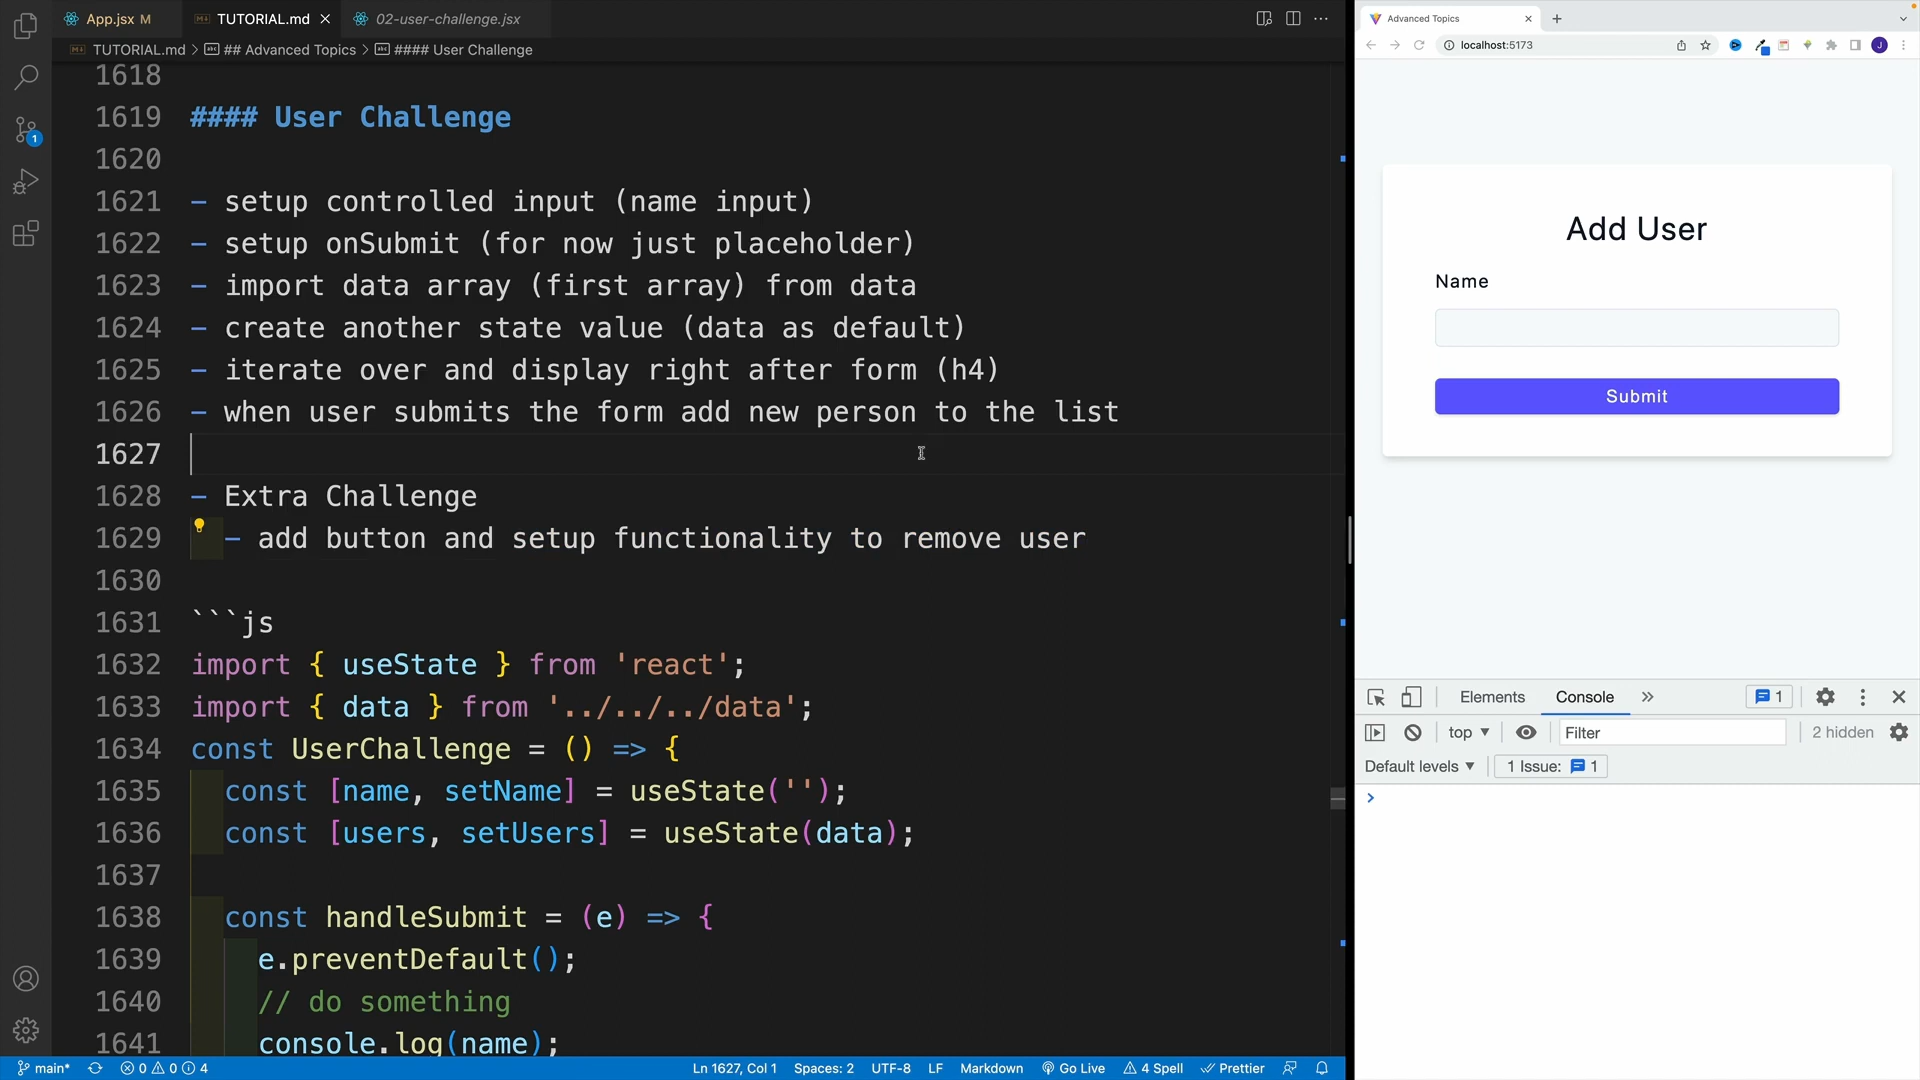 App.jsx M
TUTORIAL.md
02-user-challenge.jsx
TUTORIAL.md > ## Advanced Topics > #### User Challenge
1618
1619 #### User Challenge
1620
1621 - setup controlled input (name input)
1622 - setup onSubmit (for now just placeholder)
1623 - import data array (first array) from data
1624 - create another state value (data as default)
1625 - iterate over and display right after form (h4)
1626 - when user submits the form add new person to the list
1627
1628 - Extra Challenge
1629 - add button and setup functionality to remove user
1630
1631 ```js
1632 import { useState } from 'react';
1633 import { data } from '../../../data';
1634 const UserChallenge = () => {
1635 const [name, setName] = useState('');
1636 const [users, setUsers] = useState(data);
1637
1638 const handleSubmit = (e) => {
1639 e.preventDefault();
1640 // do something
1641 console.log(name);
1
main*
0 0 4
Ln 1627, Col 1
Spaces: 2
UTF-8
LF
Markdown
Go Live
4 Spell
Prettier
Advanced Topics
localhost:5173
J
Add User
Name
Submit
Elements
Console
1
top
Filter
2 hidden
Default levels
1 Issue: 1